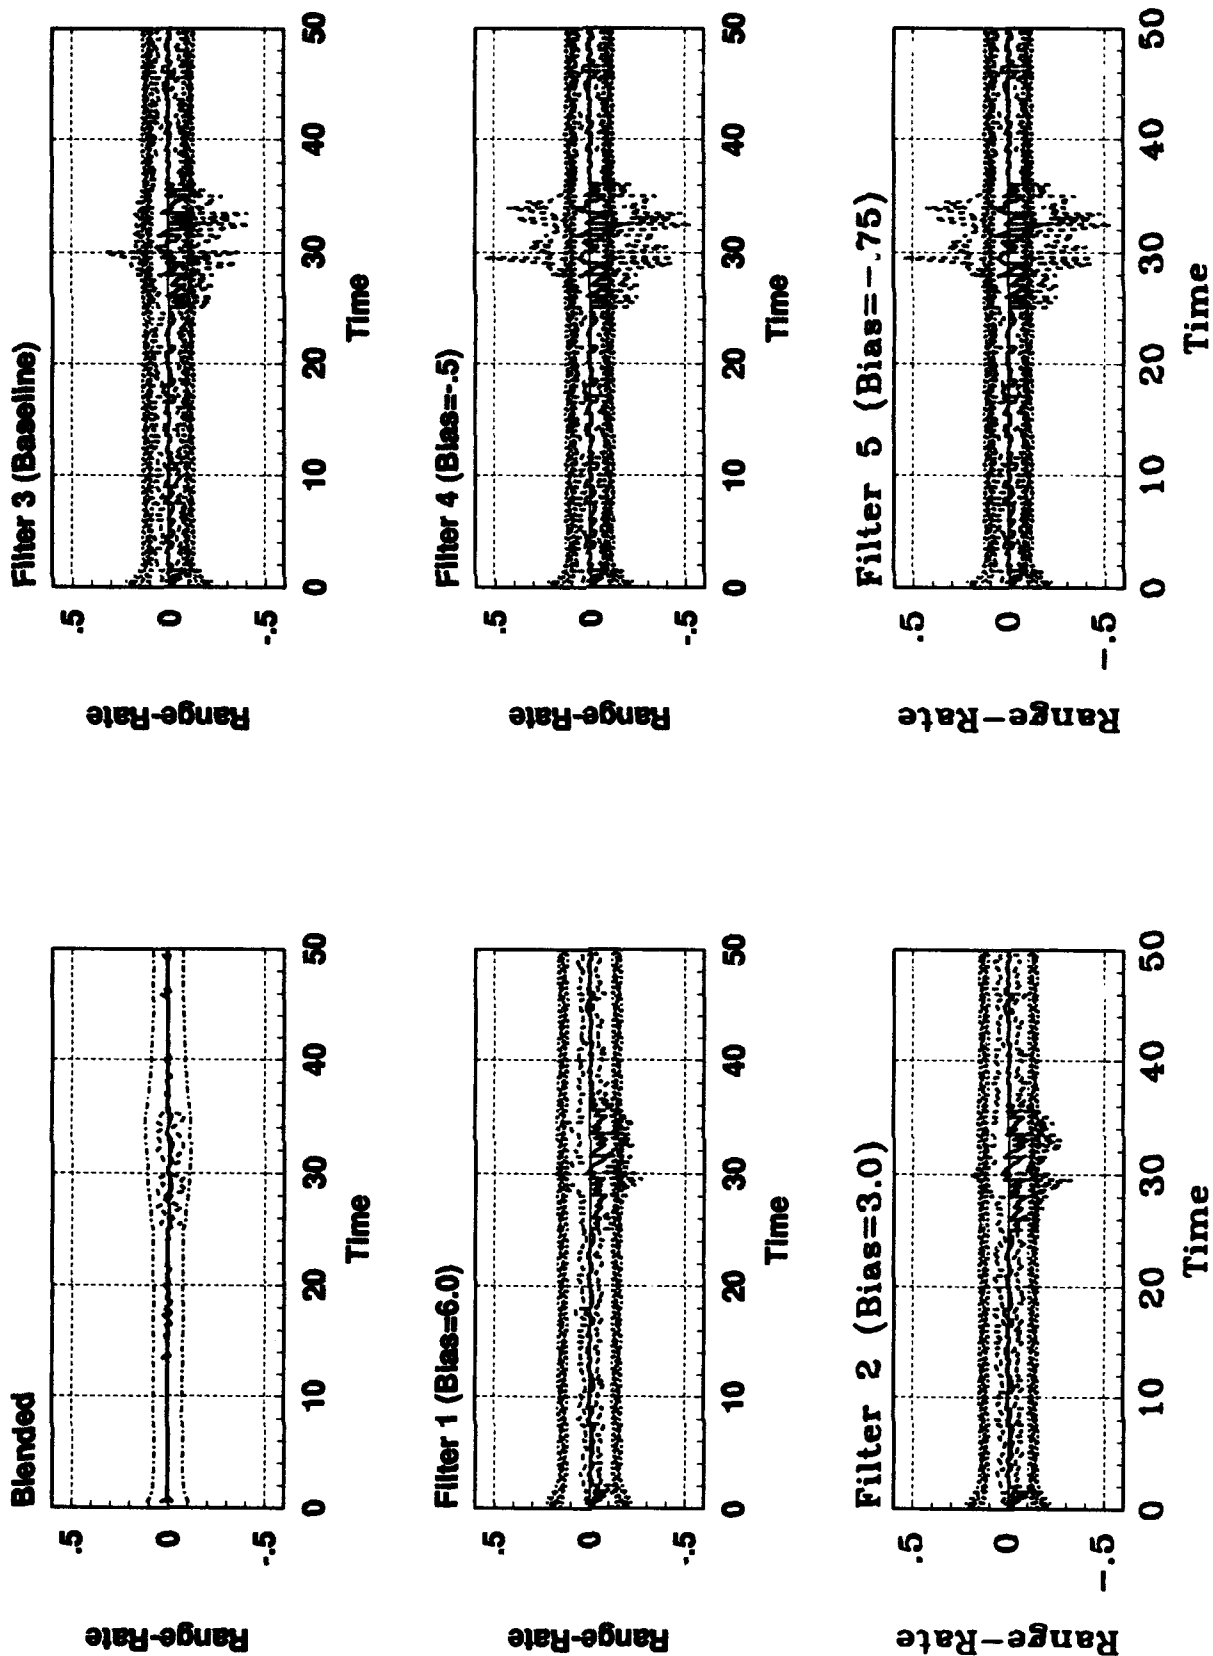 Blended
Range-Rate
.5
0
-.5
0 10 20 30 40 50
Time
Filter 3 (Baseline)
Range-Rate
.5
0
-.5
0 10 20 30 40 50
Time
Filter 1 (Bias=6.0)
Range-Rate
.5
0
-.5
0 10 20 30 40 50
Time
Filter 4 (Bias=-.5)
Range-Rate
.5
0
-.5
0 10 20 30 40 50
Time
Filter 2 (Bias=3.0)
Range-Rate
.5
0
-.5
0 10 20 30 40 50
Time
Filter 5 (Bias=-.75)
Range-Rate
.5
0
-.5
0 10 20 30 40 50
Time